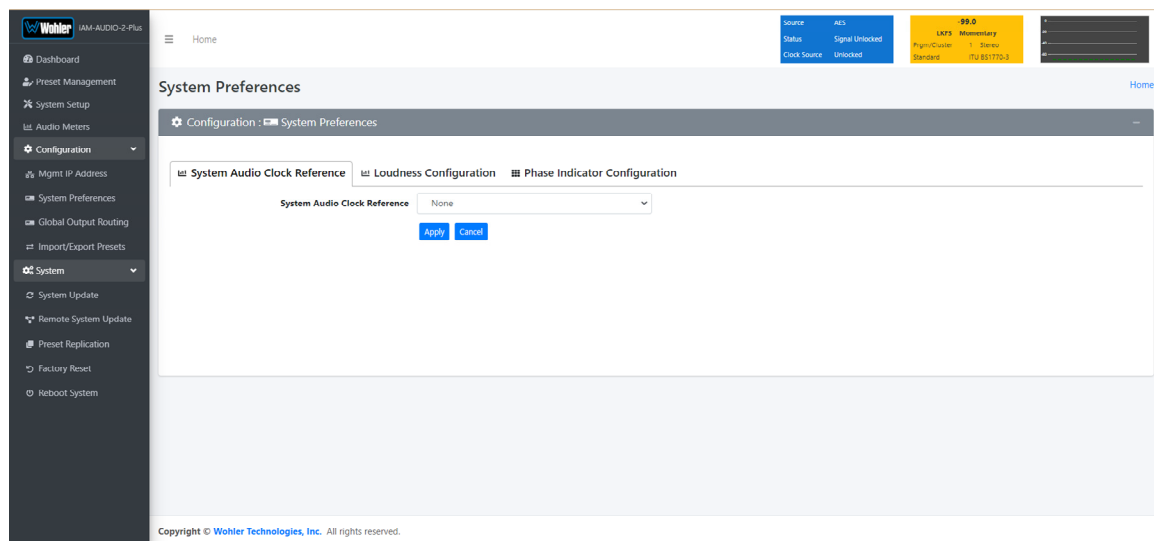 Wohler iAM-AUDIO-2-Plus
Dashboard
Preset Management
System Setup
Audio Meters
Configuration
Mgmt IP Address
System Preferences
Global Output Routing
Import/Export Presets
System
System Update
Remote System Update
Preset Replication
Factory Reset
Reboot System
Home
Source AES
Status Signal Unlocked
Clock Source Unlocked
-99.0
LKFS Momentary
Prgm/Cluster 1 Stereo
Standard ITU BS1770-3
System Preferences
Home
Configuration : System Preferences
System Audio Clock Reference Loudness Configuration Phase Indicator Configuration
System Audio Clock Reference None
Apply Cancel
Copyright © Wohler Technologies, Inc. All rights reserved.